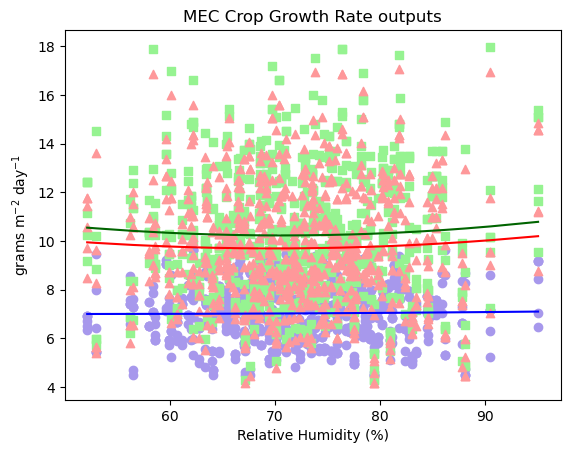 MEC Crop Growth Rate outputs
18
16
14
12
10
8
6
4
grams m⁻² day⁻¹
60 70 80 90
Relative Humidity (%)